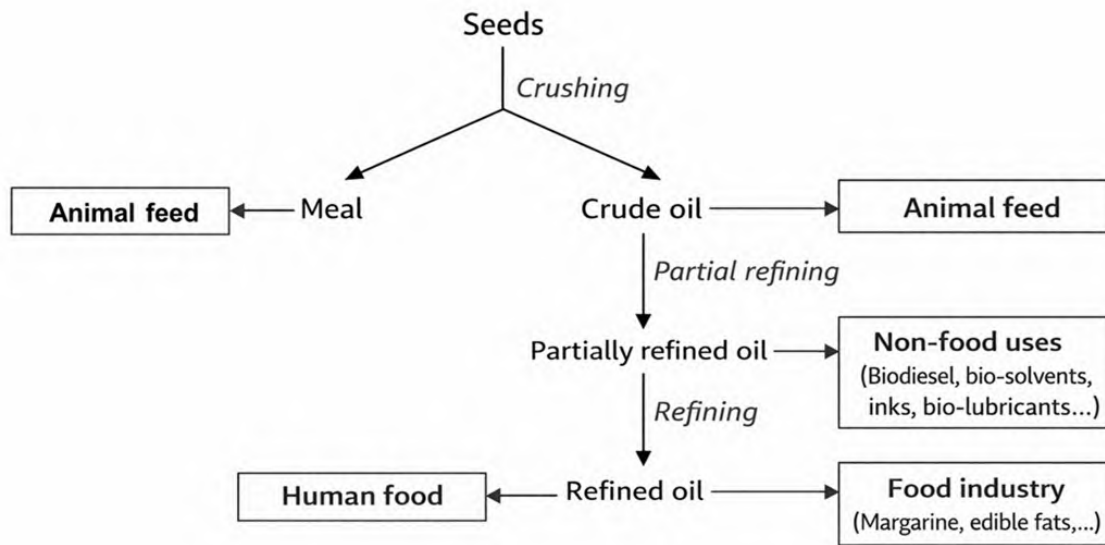 Seeds
Crushing
Animal feed
Meal
Crude oil
Animal feed
Partial refining
Partially refined oil
Non-food uses
(Biodiesel, bio-solvents,
inks, bio-lubricants...)
Refining
Human food
Refined oil
Food industry
(Margarine, edible fats,...)